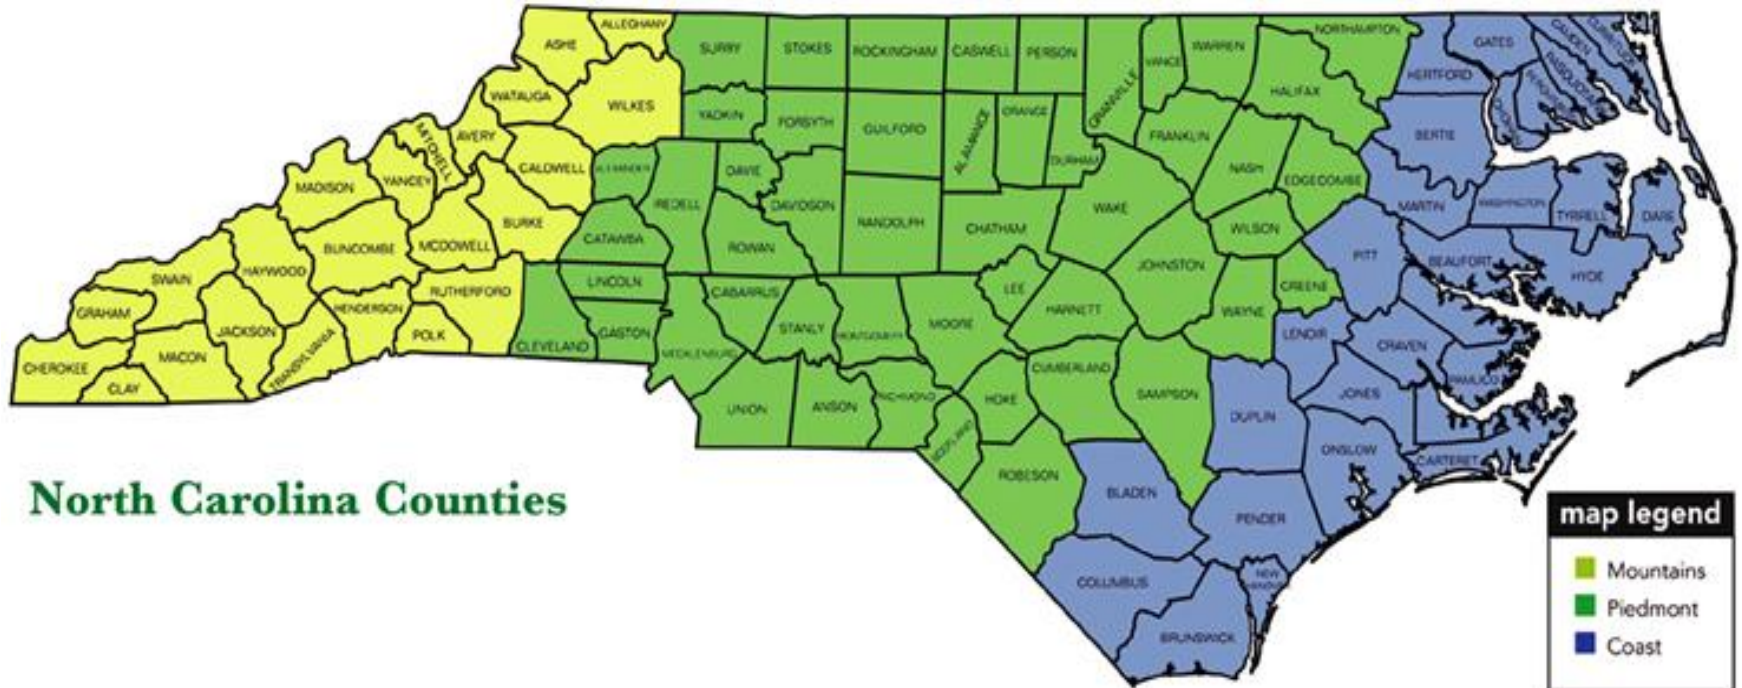 ALLEGHANY
NORTHAMPTON
ASHE
SURRY
STOKES
ROCKINGHAM
CASWELL
PERSON
WARREN
GATES
CAMDEN
CURRITUCK
VANCE
HERTFORD
PASQUOTANK
WATAUGA
WILKES
GRANVILLE
HALIFAX
YADKIN
FORSYTH
GUILFORD
ALAMANCE
ORANGE
FRANKLIN
BERTIE
MITCHELL
AVERY
CALDWELL
ALEXANDER
DAVIE
DURHAM
NASH
EDGECOMBE
MADISON
YANCEY
IREDELL
DAVIDSON
RANDOLPH
WAKE
MARTIN
WASHINGTON
TYRRELL
DARE
BURKE
CATAWBA
ROWAN
CHATHAM
WILSON
BUNCOMBE
MCDOWELL
JOHNSTON
PITT
BEAUFORT
HYDE
SWAIN
HAYWOOD
RUTHERFORD
LINCOLN
CABARRUS
LEE
GREENE
GRAHAM
HENDERSON
HARNETT
WAYNE
JACKSON
POLK
CLEVELAND
GASTON
STANLY
MONTGOMERY
MOORE
LENOIR
CRAVEN
CHEROKEE
MACON
TRANSYLVANIA
MECKLENBURG
CUMBERLAND
PAMLICO
CLAY
UNION
ANSON
RICHMOND
HOKE
SAMPSON
DUPLIN
JONES
SCOTLAND
ONSLOW
CARTERET
ROBESON
BLADEN
PENDER
North Carolina Counties
map legend
COLUMBUS
NEW
Mountains
Piedmont
BRUNSWICK
Coast